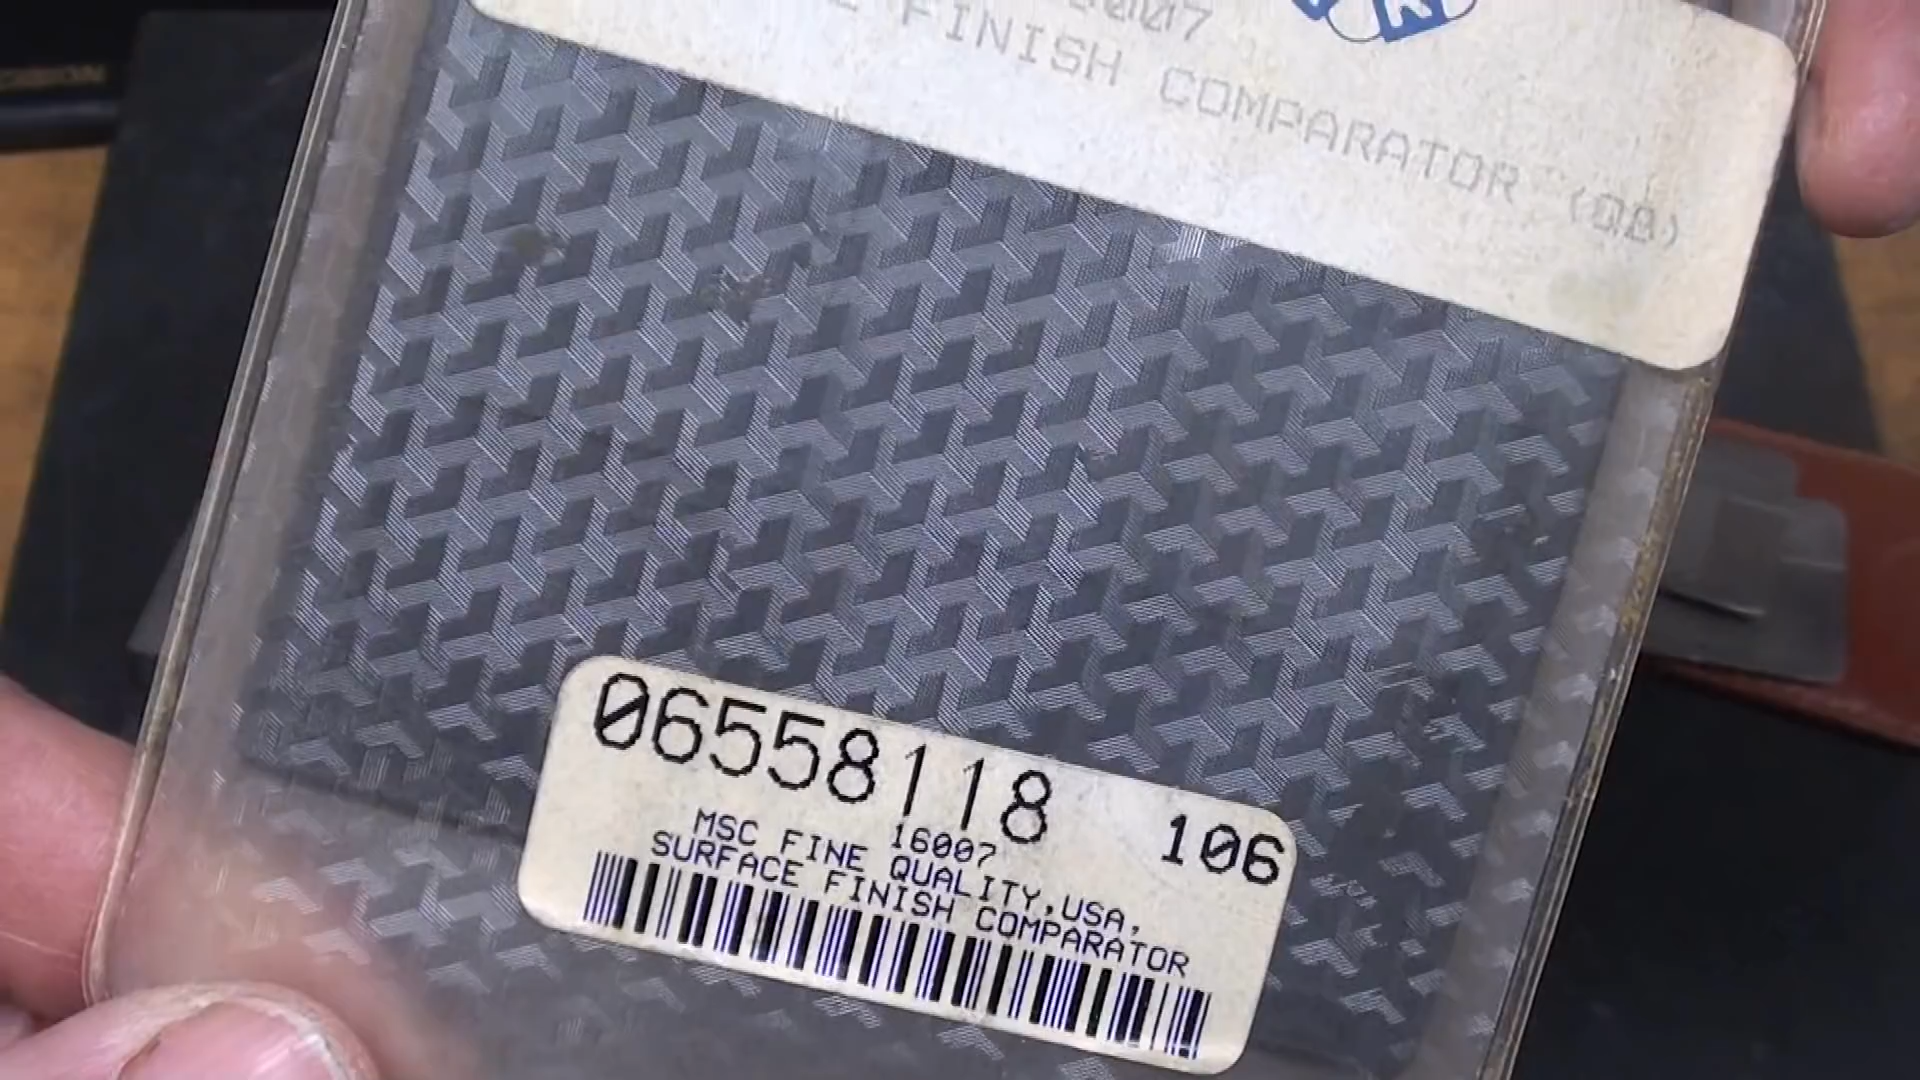 FINISH COMPARATOR (QB)
06558118 106
16007
MSC FINE QUALITY,USA,
SURFACE FINISH COMPARATOR